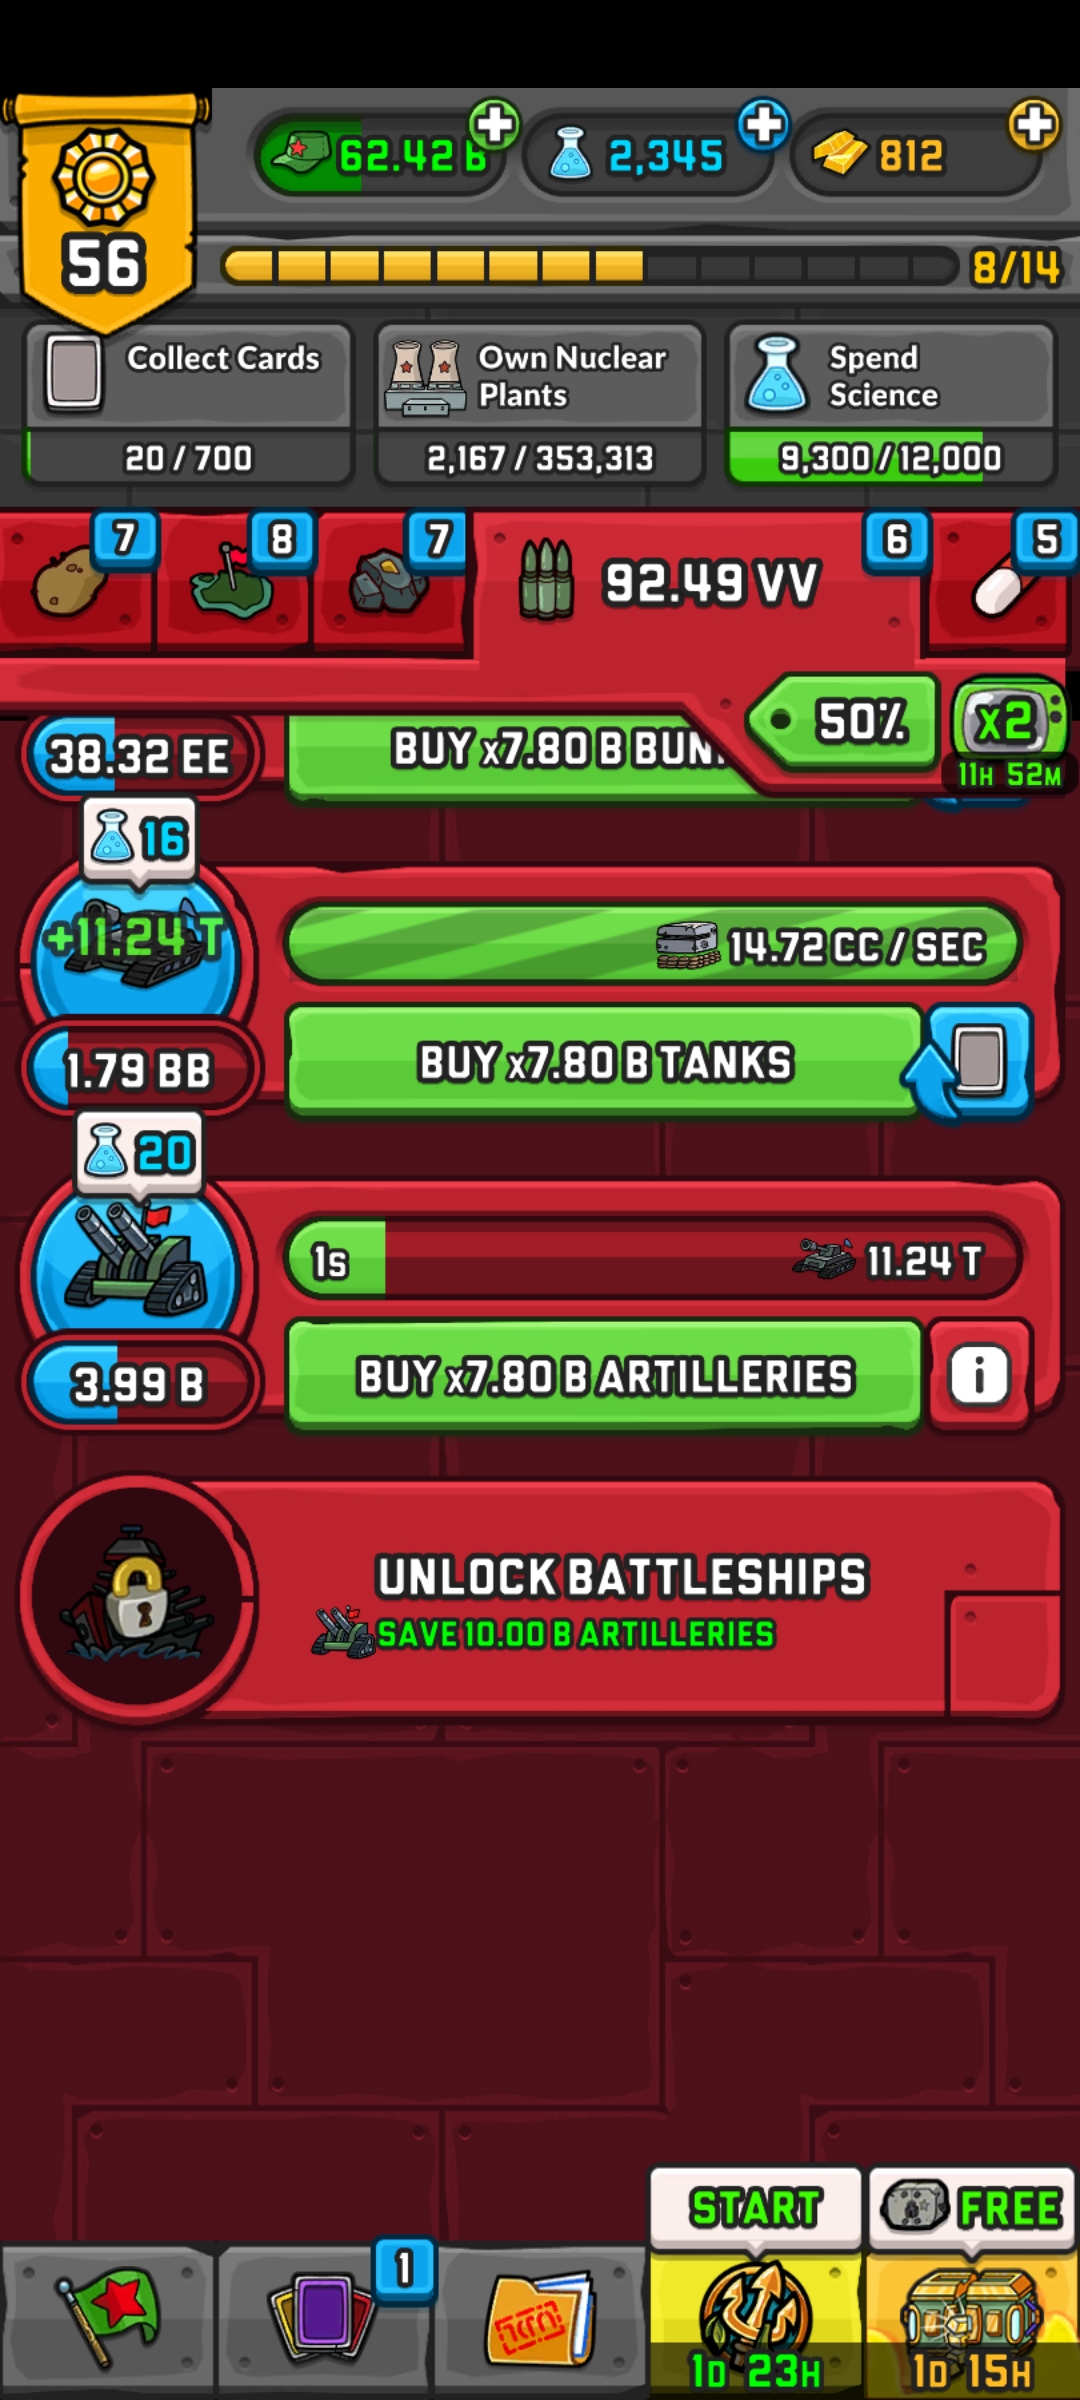 62.42 B
2,345
812
56
8/14
Collect Cards
20 / 700
Own Nuclear
Plants
2,167 / 353,313
Spend
Science
9,300 / 12,000
7
8
7
92.49 VV
6
5
50%
x2
11H 52M
38.32 EE
BUY x7.80 B BUN
16
+11.24 T
14.72 CC / SEC
1.79 BB
BUY x7.80 B TANKS
20
1s
11.24 T
3.99 B
BUY x7.80 B ARTILLERIES
i
UNLOCK BATTLESHIPS
SAVE 10.00 B ARTILLERIES
START
FREE
1
1D 23H
1D 15H